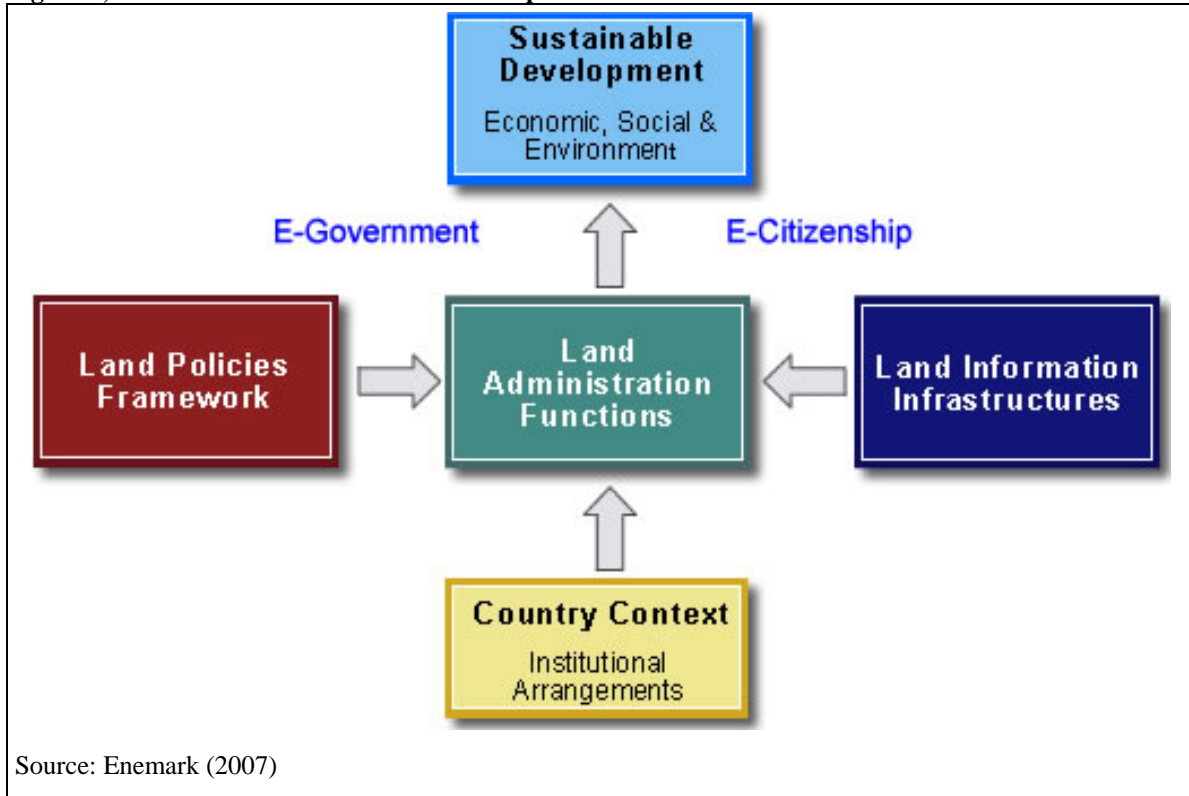 Sustainable
Development
Economic, Social &
Environment
E-Government
E-Citizenship
Land Policies
Framework
Land
Administration
Functions
Land Information
Infrastructures
Country Context
Institutional
Arrangements
Source: Enemark (2007)